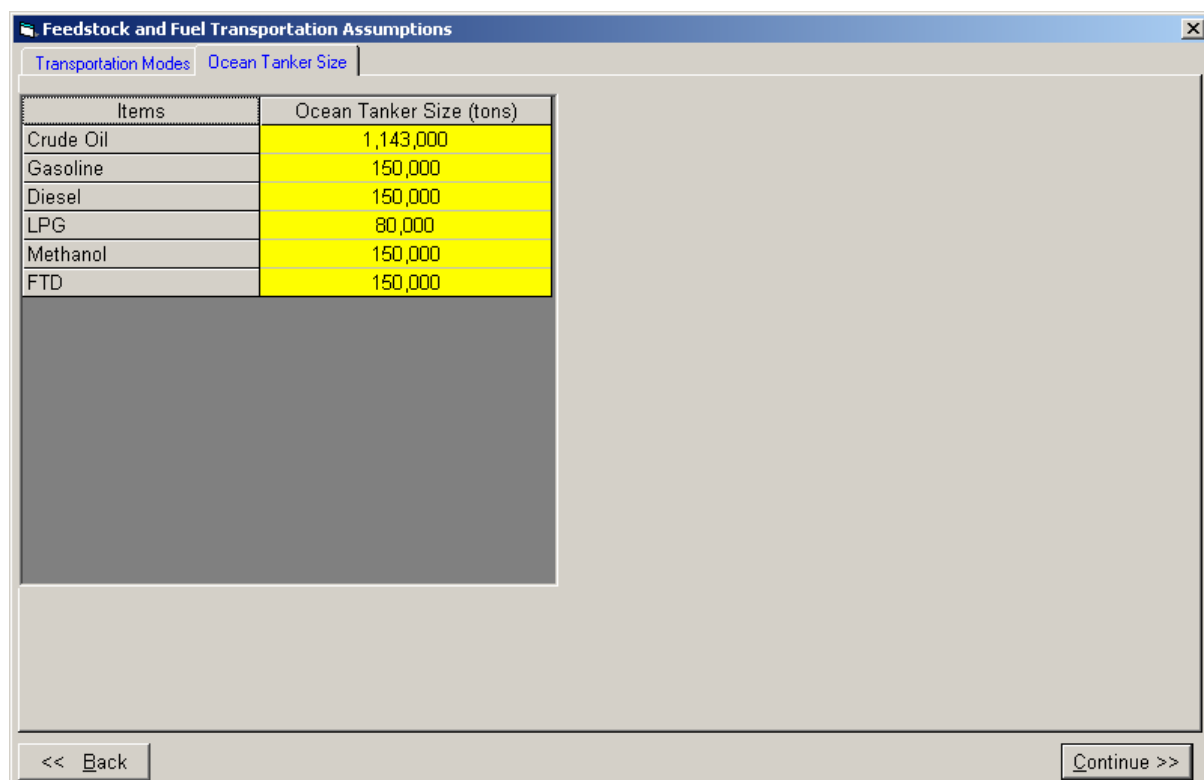 Feedstock and Fuel Transportation Assumptions
Transportation Modes Ocean Tanker Size
Items Ocean Tanker Size (tons)
Crude Oil 1,143,000
Gasoline 150,000
Diesel 150,000
LPG 80,000
Methanol 150,000
FTD 150,000
<< Back Continue >>